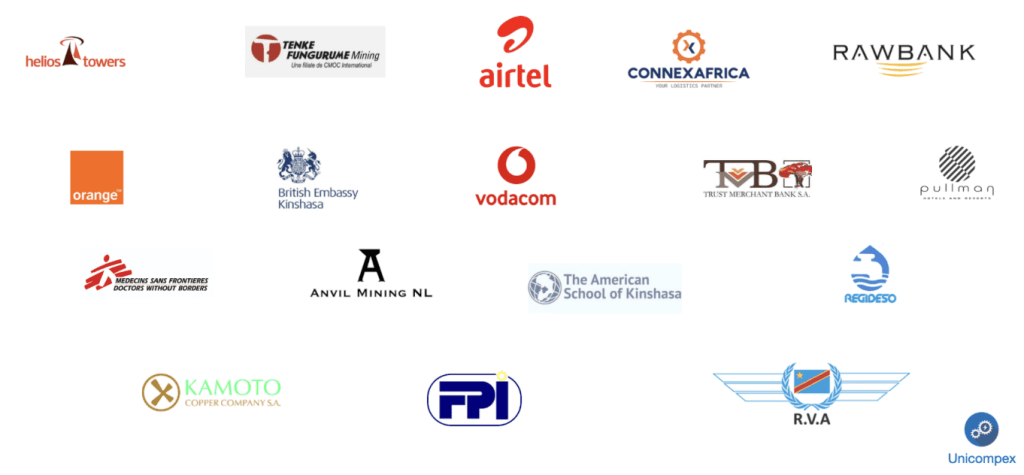 helios towers
TENKE
FUNGURUME Mining
Une filiale de CMOC International
airtel
CONNEXAFRICA
YOUR LOGISTICS PARTNER
RAWBANK
orange™
British Embassy
Kinshasa
vodacom
TMB
TRUST MERCHANT BANK S.A.
pullman
HOTELS AND RESORTS
MEDECINS SANS FRONTIERES
DOCTORS WITHOUT BORDERS
ANVIL MINING NL
The American
School of Kinshasa
REGIDESO
KAMOTO
COPPER COMPANY S.A.
FPI
R.V.A
Unicompex